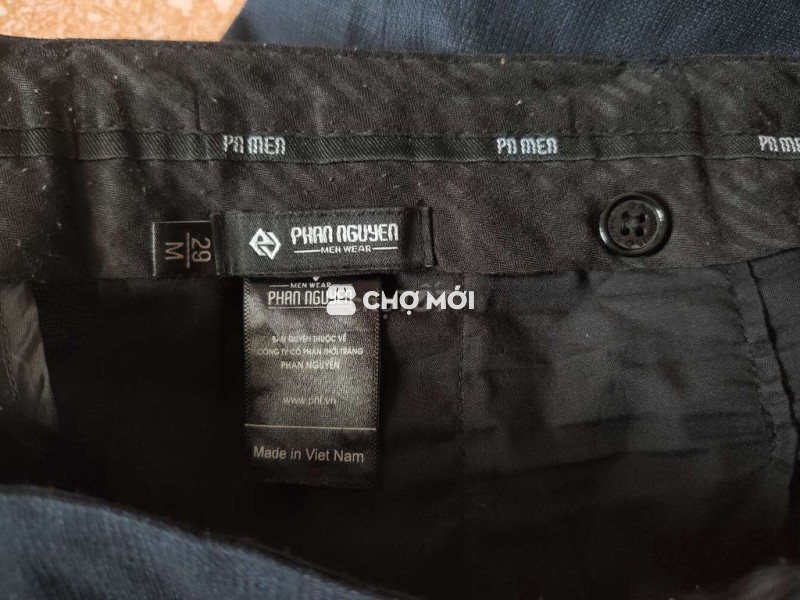 PN MEN
PN MEN
PN ME
29
M
PHAN NGUYEN
MEN WEAR
MEN WEAR
PHAN NGUYEN
CHỢ MỚI
BẢN QUYỀN THUỘC VỀ
CÔNG TY CỔ PHẦN THỜI TRANG
PHAN NGUYỄN
www.pnf.vn
Made in Viet Nam